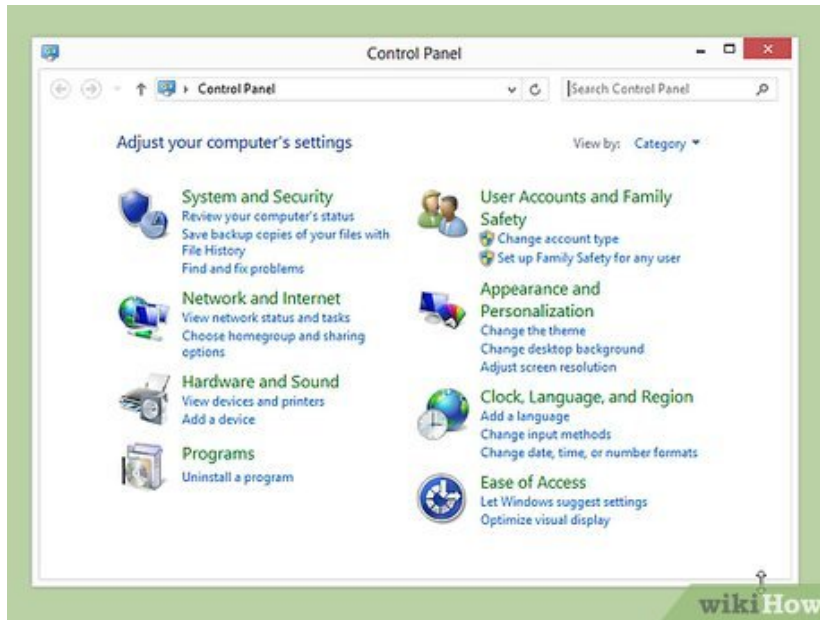 Control Panel
Control Panel
Search Control Panel
Adjust your computer's settings
View by: Category
System and Security
Review your computer's status
Save backup copies of your files with
File History
Find and fix problems
Network and Internet
View network status and tasks
Choose homegroup and sharing
options
Hardware and Sound
View devices and printers
Add a device
Programs
Uninstall a program
User Accounts and Family
Safety
Change account type
Set up Family Safety for any user
Appearance and
Personalization
Change the theme
Change desktop background
Adjust screen resolution
Clock, Language, and Region
Add a language
Change input methods
Change date, time, or number formats
Ease of Access
Let Windows suggest settings
Optimize visual display
wikiHow